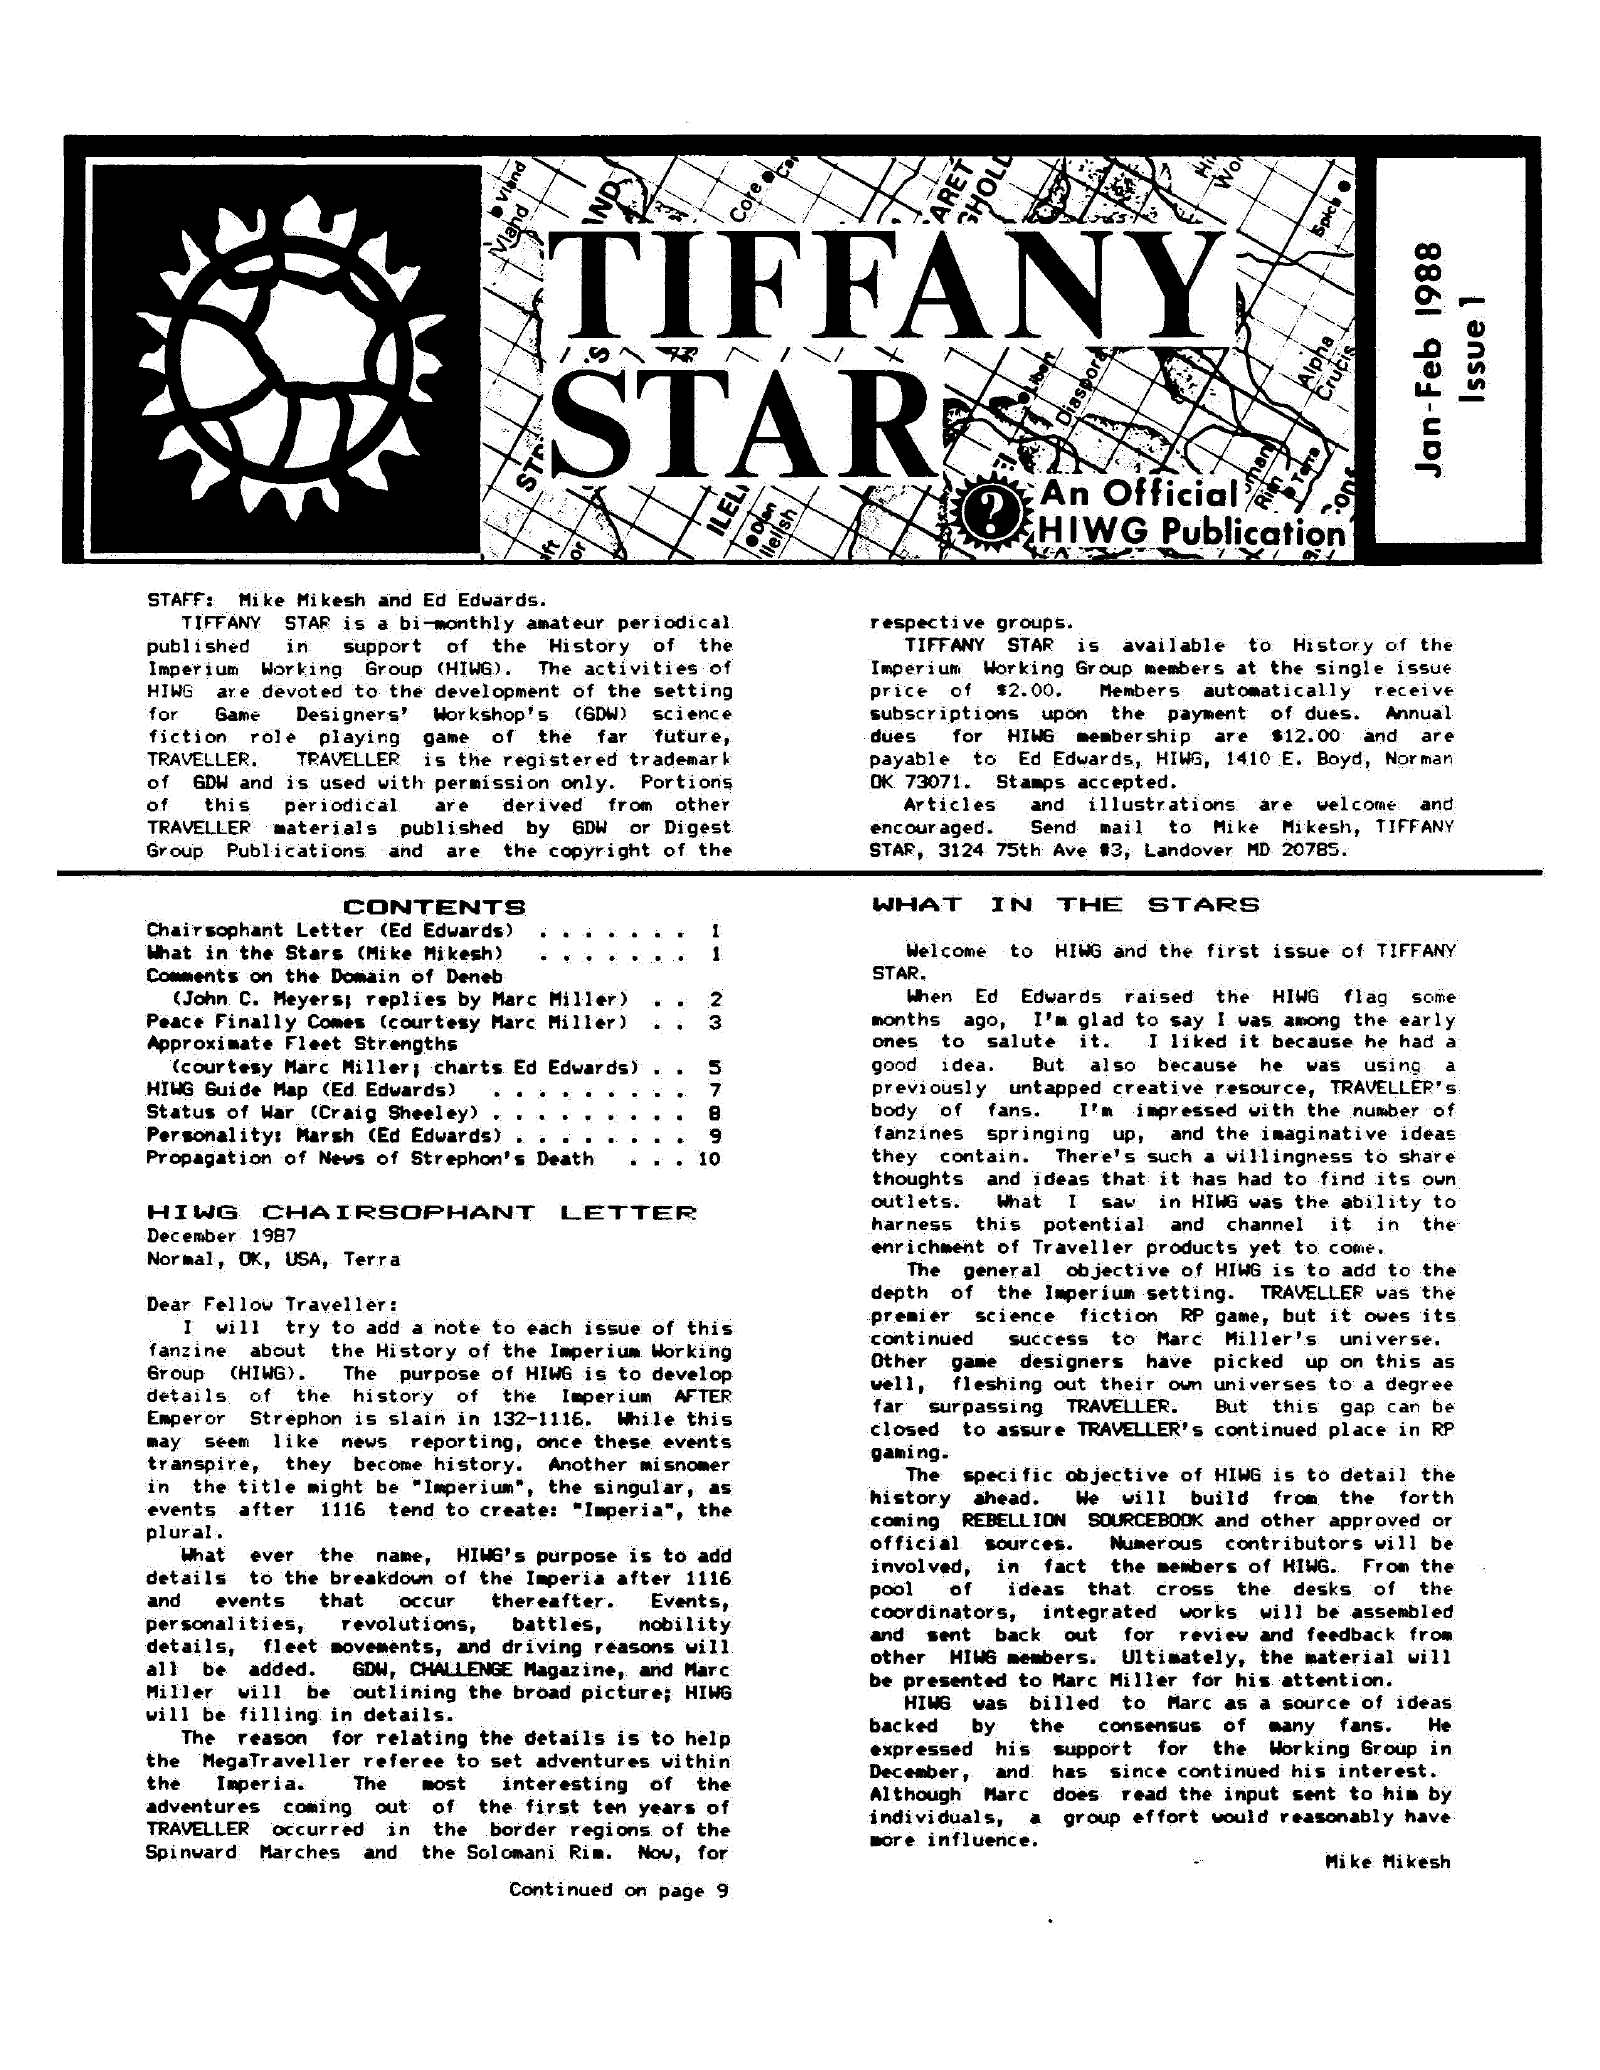 Vland
Vland
Core
ARET
Spica
TIFFANY
STAR
Liben
Diaspora
Alpha
Crucis
Terra
Rim
ILEL
Dlan
Ilelish
?
An Official
HIWG Publication
Jan-Feb 1988
Issue 1
STAFF: Mike Mikesh and Ed Edwards.
TIFFANY STAR is a bi-monthly amateur periodical
published in support of the History of the
Imperium Working Group (HIWG). The activities of
HIWG are devoted to the development of the setting
for Game Designers' Workshop's (GDW) science
fiction role playing game of the far future,
TRAVELLER. TRAVELLER is the registered trademark
of GDW and is used with permission only. Portions
of this periodical are derived from other
TRAVELLER materials published by GDW or Digest
Group Publications and are the copyright of the
respective groups.
TIFFANY STAR is available to History of the
Imperium Working Group members at the single issue
price of $2.00. Members automatically receive
subscriptions upon the payment of dues. Annual
dues for HIWG membership are $12.00 and are
payable to Ed Edwards, HIWG, 1410 E. Boyd, Norman
OK 73071. Stamps accepted.
Articles and illustrations are welcome and
encouraged. Send mail to Mike Mikesh, TIFFANY
STAR, 3124 75th Ave #3, Landover MD 20785.
CONTENTS
Chairsophant Letter (Ed Edwards) . . . . . . . 1
What in the Stars (Mike Mikesh) . . . . . . . 1
Comments on the Domain of Deneb
(John C. Meyers; replies by Marc Miller) . . 2
Peace Finally Comes (courtesy Marc Miller) . . 3
Approximate Fleet Strengths
(courtesy Marc Miller; charts Ed Edwards) . . 5
HIWG Guide Map (Ed Edwards) . . . . . . . . . 7
Status of War (Craig Sheeley) . . . . . . . . . 8
Personality: Marsh (Ed Edwards) . . . . . . . . 9
Propagation of News of Strephon's Death . . . 10
HIWG CHAIRSOPHANT LETTER
December 1987
Normal, OK, USA, Terra
Dear Fellow Traveller:
I will try to add a note to each issue of this
fanzine about the History of the Imperium Working
Group (HIWG). The purpose of HIWG is to develop
details of the history of the Imperium AFTER
Emperor Strephon is slain in 132-1116. While this
may seem like news reporting, once these events
transpire, they become history. Another misnomer
in the title might be "Imperium", the singular, as
events after 1116 tend to create: "Imperia", the
plural.
What ever the name, HIWG's purpose is to add
details to the breakdown of the Imperia after 1116
and events that occur thereafter. Events,
personalities, revolutions, battles, nobility
details, fleet movements, and driving reasons will
all be added. GDW, CHALLENGE Magazine, and Marc
Miller will be outlining the broad picture; HIWG
will be filling in details.
The reason for relating the details is to help
the MegaTraveller referee to set adventures within
the Imperia. The most interesting of the
adventures coming out of the first ten years of
TRAVELLER occurred in the border regions of the
Spinward Marches and the Solomani Rim. Now, for
Continued on page 9
WHAT IN THE STARS
Welcome to HIWG and the first issue of TIFFANY
STAR.
When Ed Edwards raised the HIWG flag some
months ago, I'm glad to say I was among the early
ones to salute it. I liked it because he had a
good idea. But also because he was using a
previously untapped creative resource, TRAVELLER's
body of fans. I'm impressed with the number of
fanzines springing up, and the imaginative ideas
they contain. There's such a willingness to share
thoughts and ideas that it has had to find its own
outlets. What I saw in HIWG was the ability to
harness this potential and channel it in the
enrichment of Traveller products yet to come.
The general objective of HIWG is to add to the
depth of the Imperium setting. TRAVELLER was the
premier science fiction RP game, but it owes its
continued success to Marc Miller's universe.
Other game designers have picked up on this as
well, fleshing out their own universes to a degree
far surpassing TRAVELLER. But this gap can be
closed to assure TRAVELLER's continued place in RP
gaming.
The specific objective of HIWG is to detail the
history ahead. We will build from the forth
coming REBELLION SOURCEBOOK and other approved or
official sources. Numerous contributors will be
involved, in fact the members of HIWG. From the
pool of ideas that cross the desks of the
coordinators, integrated works will be assembled
and sent back out for review and feedback from
other HIWG members. Ultimately, the material will
be presented to Marc Miller for his attention.
HIWG was billed to Marc as a source of ideas
backed by the consensus of many fans. He
expressed his support for the Working Group in
December, and has since continued his interest.
Although Marc does read the input sent to him by
individuals, a group effort would reasonably have
more influence.
Mike Mikesh